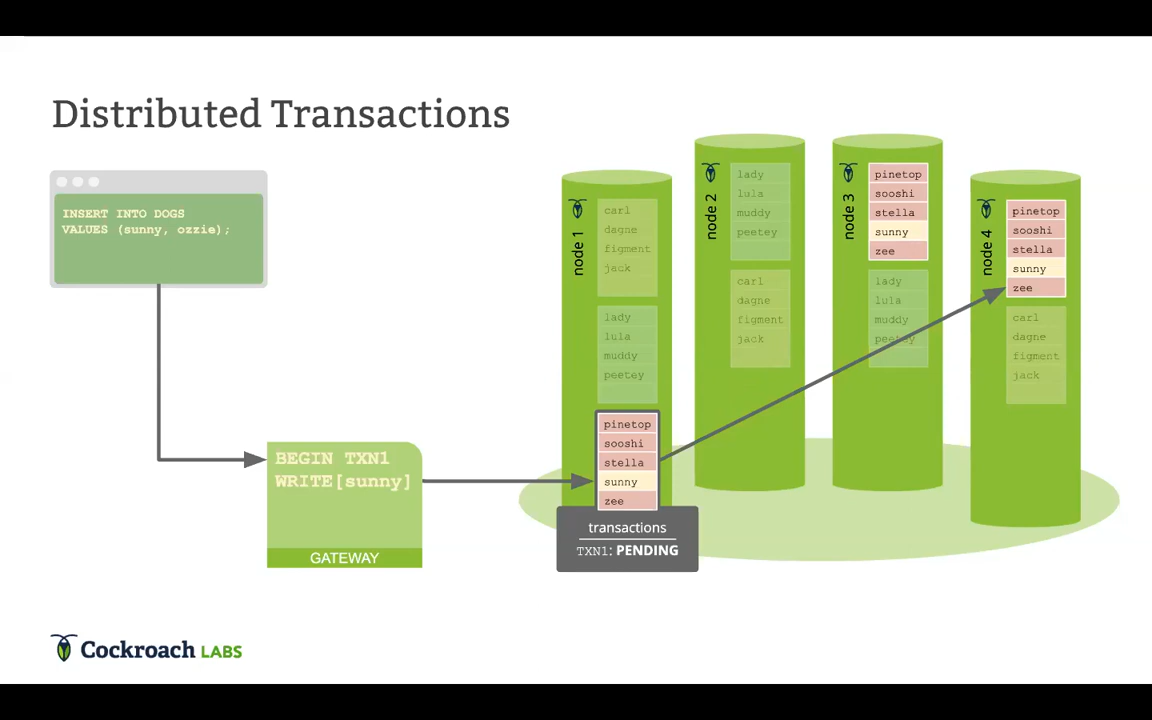 Distributed Transactions
INSERT INTO DOGS
VALUES (sunny, ozzie);
BEGIN TXN1
WRITE[sunny]
GATEWAY
node 1
carl
dagne
figment
jack
lady
lula
muddy
peetey
pinetop
sooshi
stella
sunny
zee
transactions
TXN1: PENDING
node 2
lady
lula
muddy
peetey
carl
dagne
figment
jack
node 3
pinetop
sooshi
stella
sunny
zee
lady
lula
muddy
peetey
node 4
pinetop
sooshi
stella
sunny
zee
carl
dagne
figment
jack
Cockroach LABS